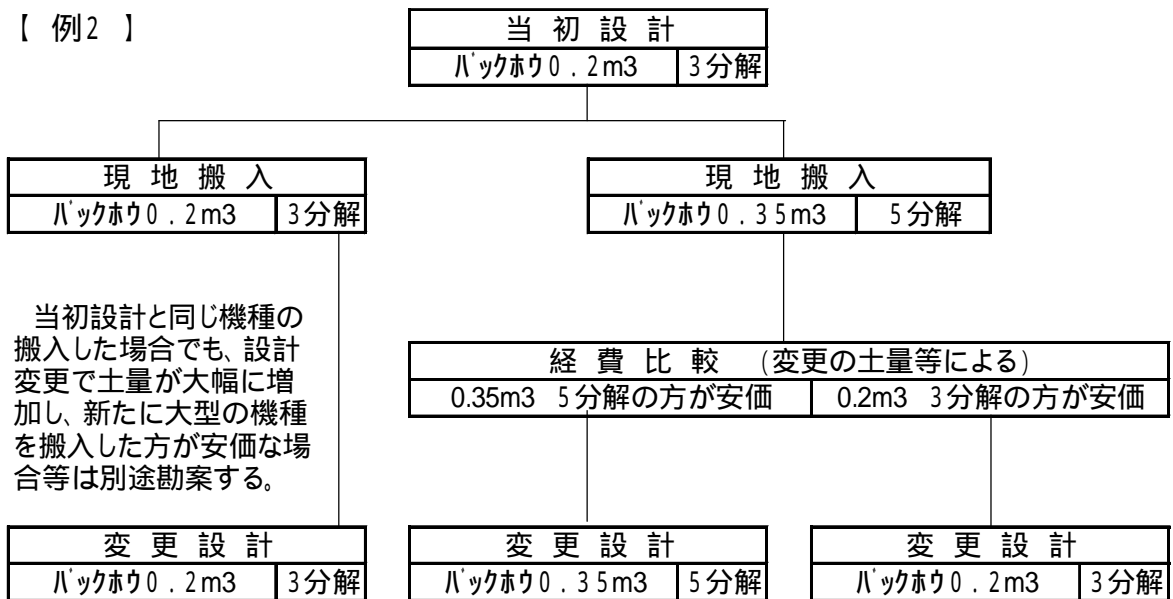 【 例2 】
当 初 設 計
ﾊﾞｯｸﾎｳ0.2m3 3分解
現 地 搬 入
ﾊﾞｯｸﾎｳ0.2m3 3分解
現 地 搬 入
ﾊﾞｯｸﾎｳ0.35m3 5分解
当初設計と同じ機種の
搬入した場合でも、設計
変更で土量が大幅に増
加し、新たに大型の機種
を搬入した方が安価な場
合等は別途勘案する。
経 費 比 較 (変更の土量等による)
0.35m3 5分解の方が安価 0.2m3 3分解の方が安価
変 更 設 計
ﾊﾞｯｸﾎｳ0.2m3 3分解
変 更 設 計
ﾊﾞｯｸﾎｳ0.35m3 5分解
変 更 設 計
ﾊﾞｯｸﾎｳ0.2m3 3分解